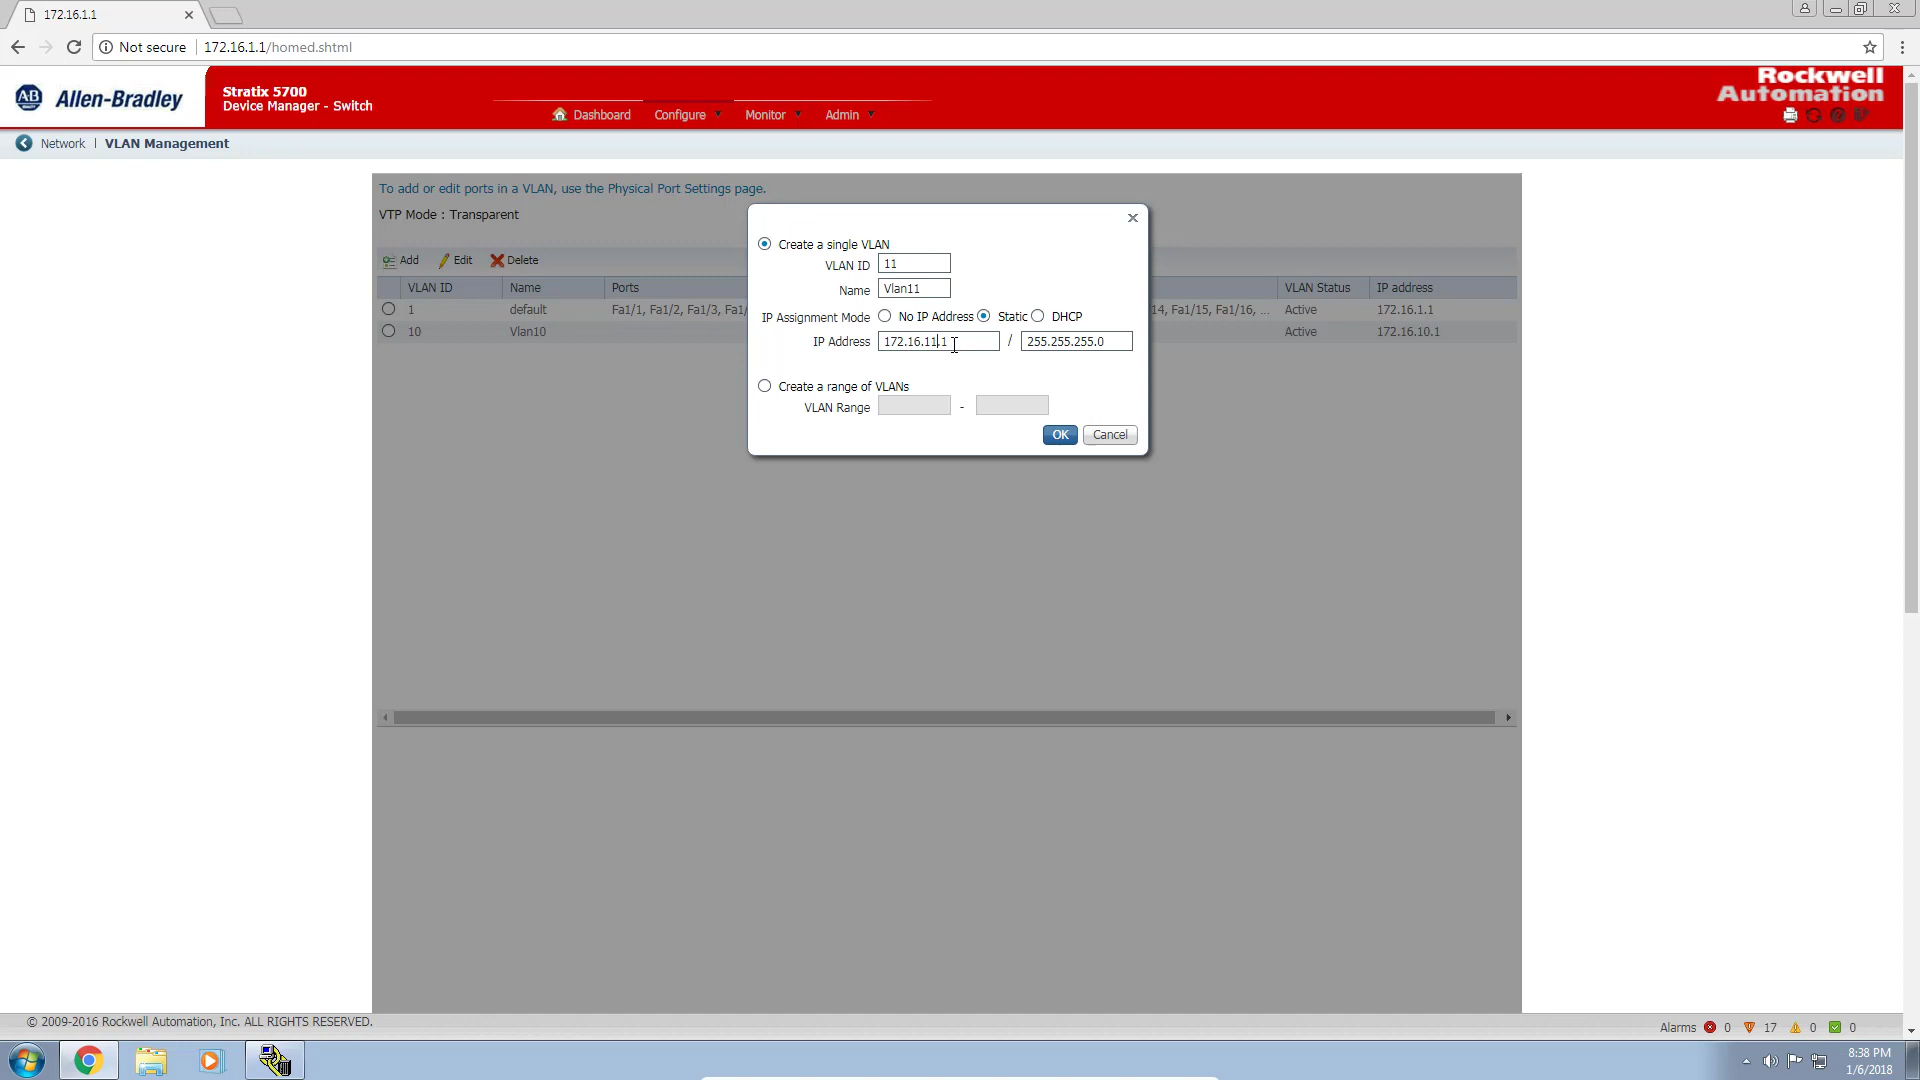 172.16.1.1
Not secure
172.16.1.1/homed.shtml
AB Allen-Bradley
Stratix 5700
Device Manager - Switch
Dashboard Configure Monitor Admin
Rockwell
Automation
Network | VLAN Management
To add or edit ports in a VLAN, use the Physical Port Settings page.
VTP Mode : Transparent
Add Edit Delete
VLAN ID Name Ports VLAN Status IP address
1 default Fa1/1, Fa1/2, Fa1/3, Fa1/ 14, Fa1/15, Fa1/16, ... Active 172.16.1.1
10 Vlan10 Active 172.16.10.1
Create a single VLAN
VLAN ID 11
Name Vlan11
IP Assignment Mode No IP Address Static DHCP
IP Address 172.16.11.1 / 255.255.255.0
Create a range of VLANs
VLAN Range -
OK Cancel
© 2009-2016 Rockwell Automation, Inc. ALL RIGHTS RESERVED.
Alarms 0 17 0 0
8:38 PM
1/6/2018